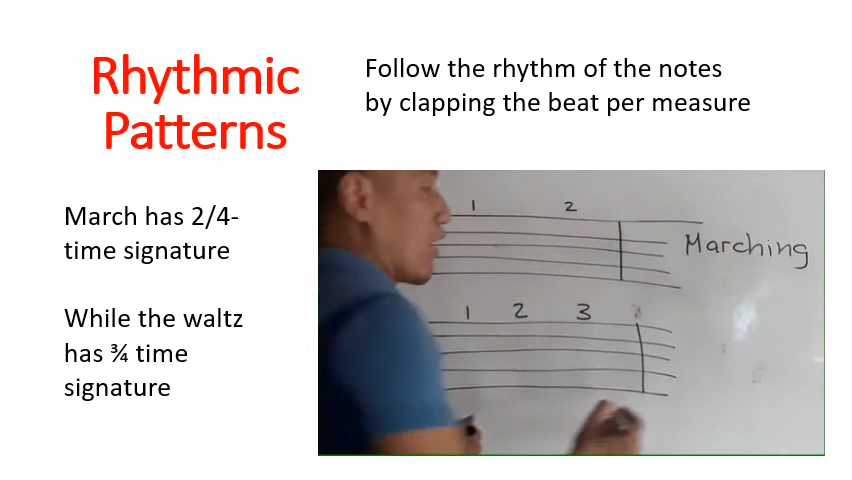 Rhythmic
Patterns
Follow the rhythm of the notes
by clapping the beat per measure
March has 2/4-
time signature
While the waltz
has ¾ time
signature
1 2
Marching
1 2 3